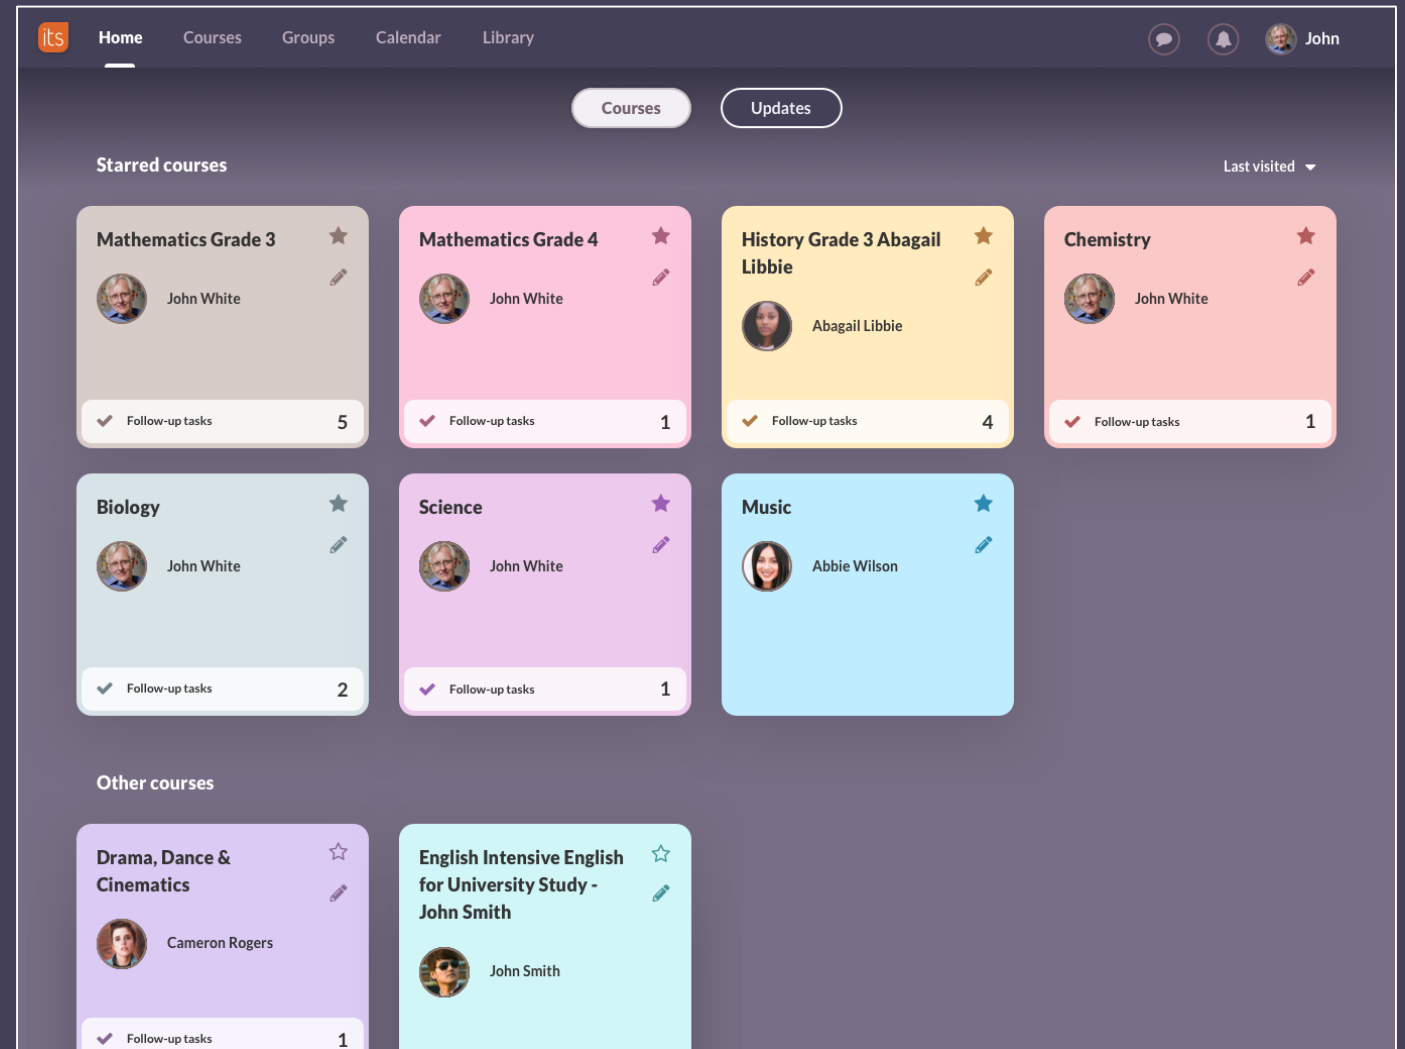 its
Home
Courses
Groups
Calendar
Library
John
Courses
Updates
Starred courses
Last visited
Mathematics Grade 3
John White
Follow-up tasks
5
Mathematics Grade 4
John White
Follow-up tasks
1
History Grade 3 Abagail
Libbie
Abagail Libbie
Follow-up tasks
4
Chemistry
John White
Follow-up tasks
1
Biology
John White
Follow-up tasks
2
Science
John White
Follow-up tasks
1
Music
Abbie Wilson
Other courses
Drama, Dance &
Cinematics
Cameron Rogers
Follow-up tasks
1
English Intensive English
for University Study -
John Smith
John Smith